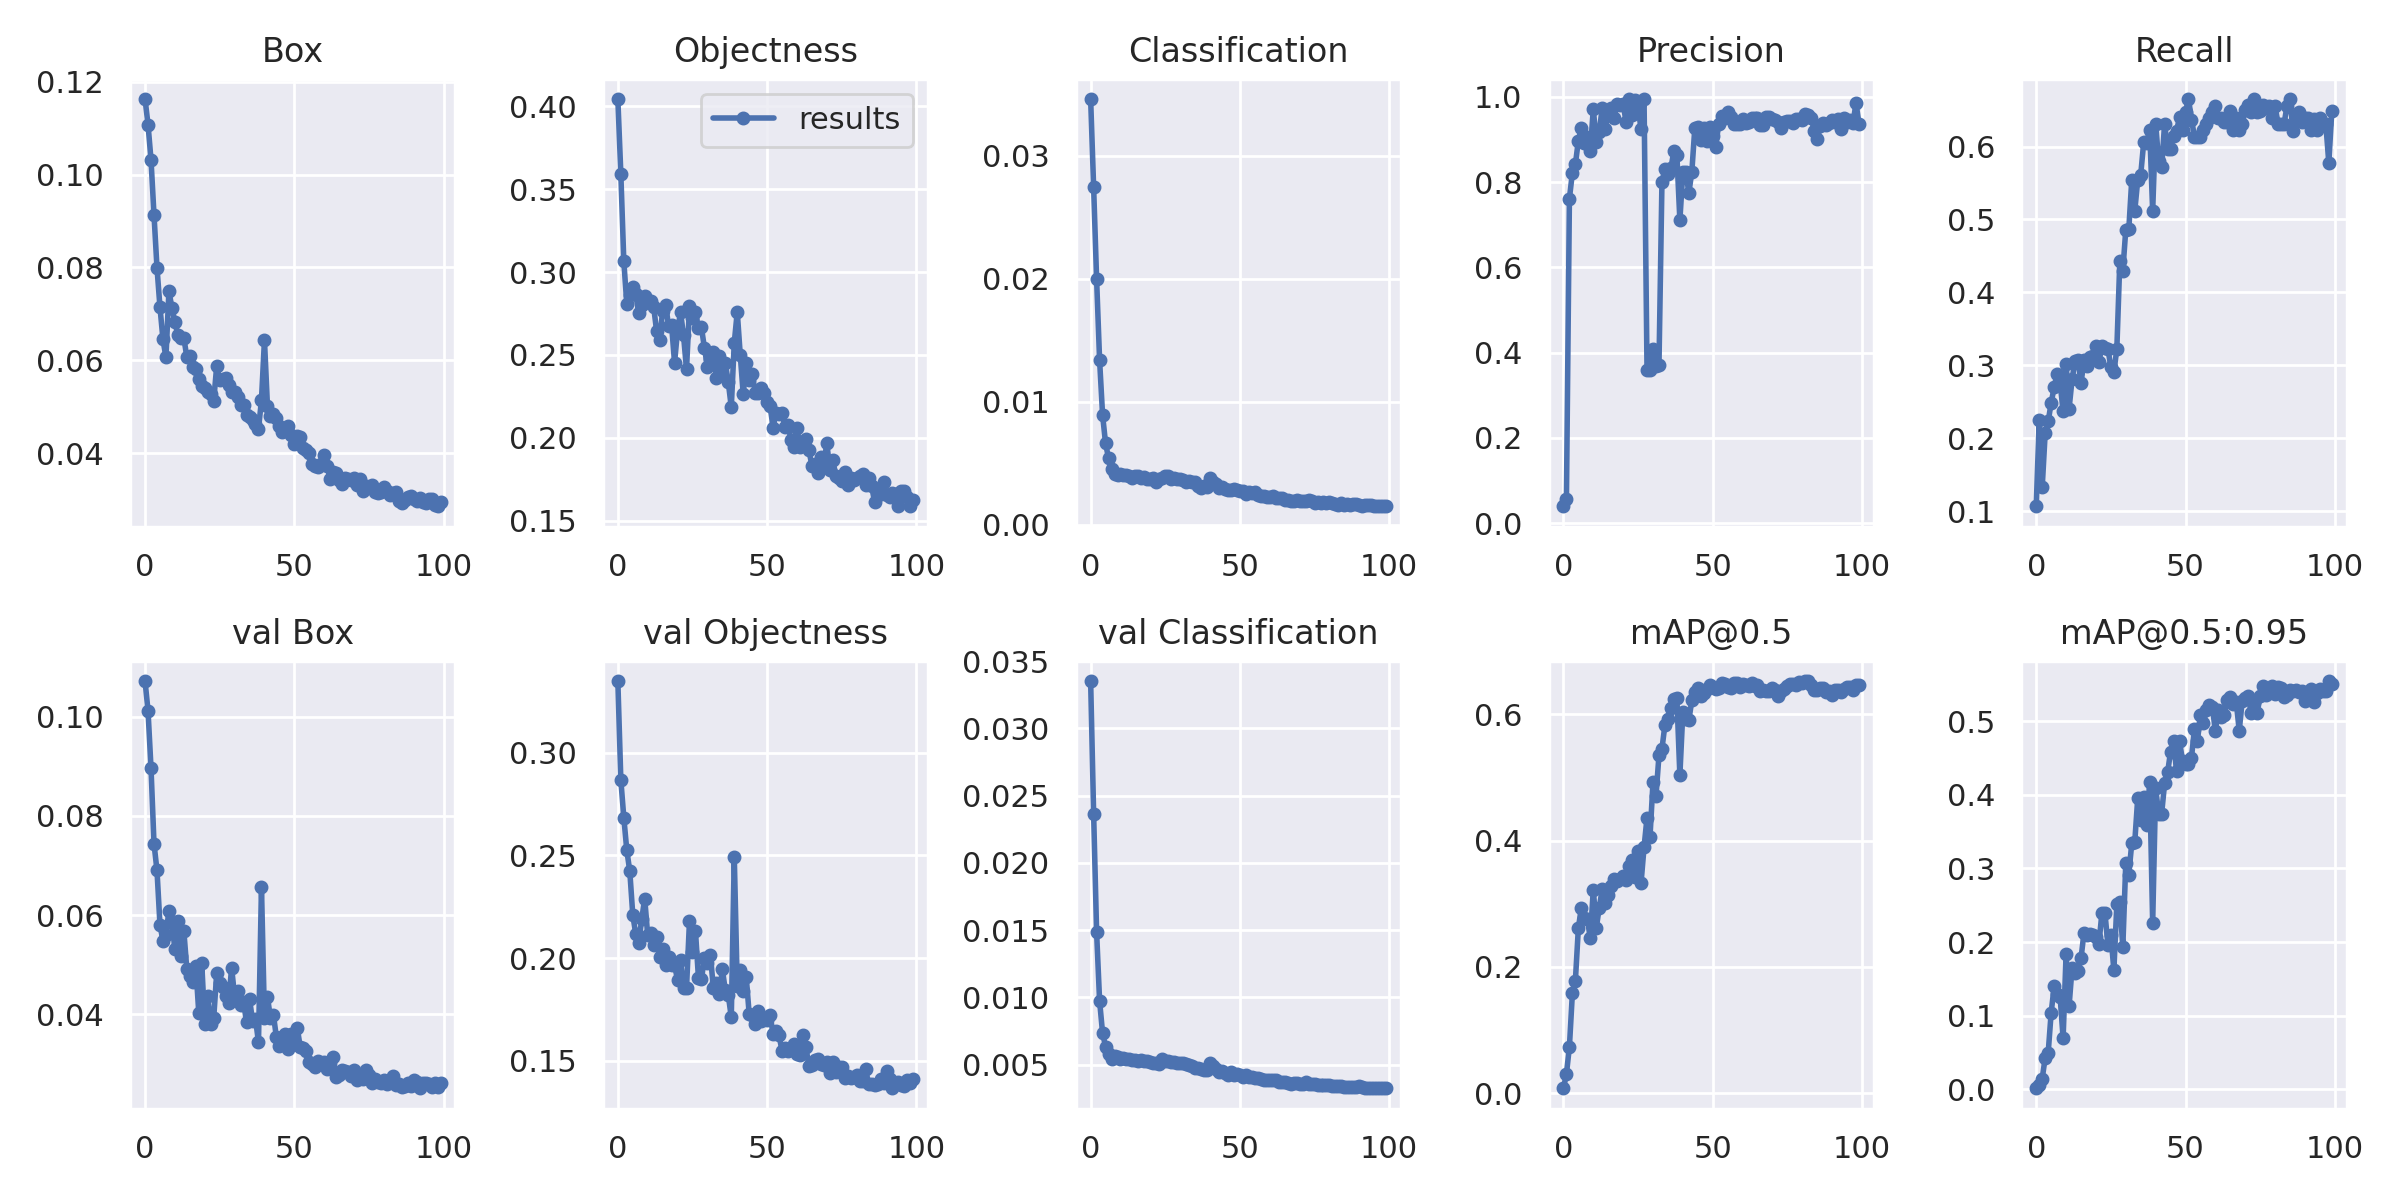 Box
0.12
0.10
0.08
0.06
0.04
0 50 100
Objectness
results
0.40
0.35
0.30
0.25
0.20
0.15
0 50 100
Classification
0.03
0.02
0.01
0.00
0 50 100
Precision
1.0
0.8
0.6
0.4
0.2
0.0
0 50 100
Recall
0.6
0.5
0.4
0.3
0.2
0.1
0 50 100
val Box
0.10
0.08
0.06
0.04
0 50 100
val Objectness
0.30
0.25
0.20
0.15
0 50 100
val Classification
0.035
0.030
0.025
0.020
0.015
0.010
0.005
0 50 100
mAP@0.5
0.6
0.4
0.2
0.0
0 50 100
mAP@0.5:0.95
0.5
0.4
0.3
0.2
0.1
0.0
0 50 100